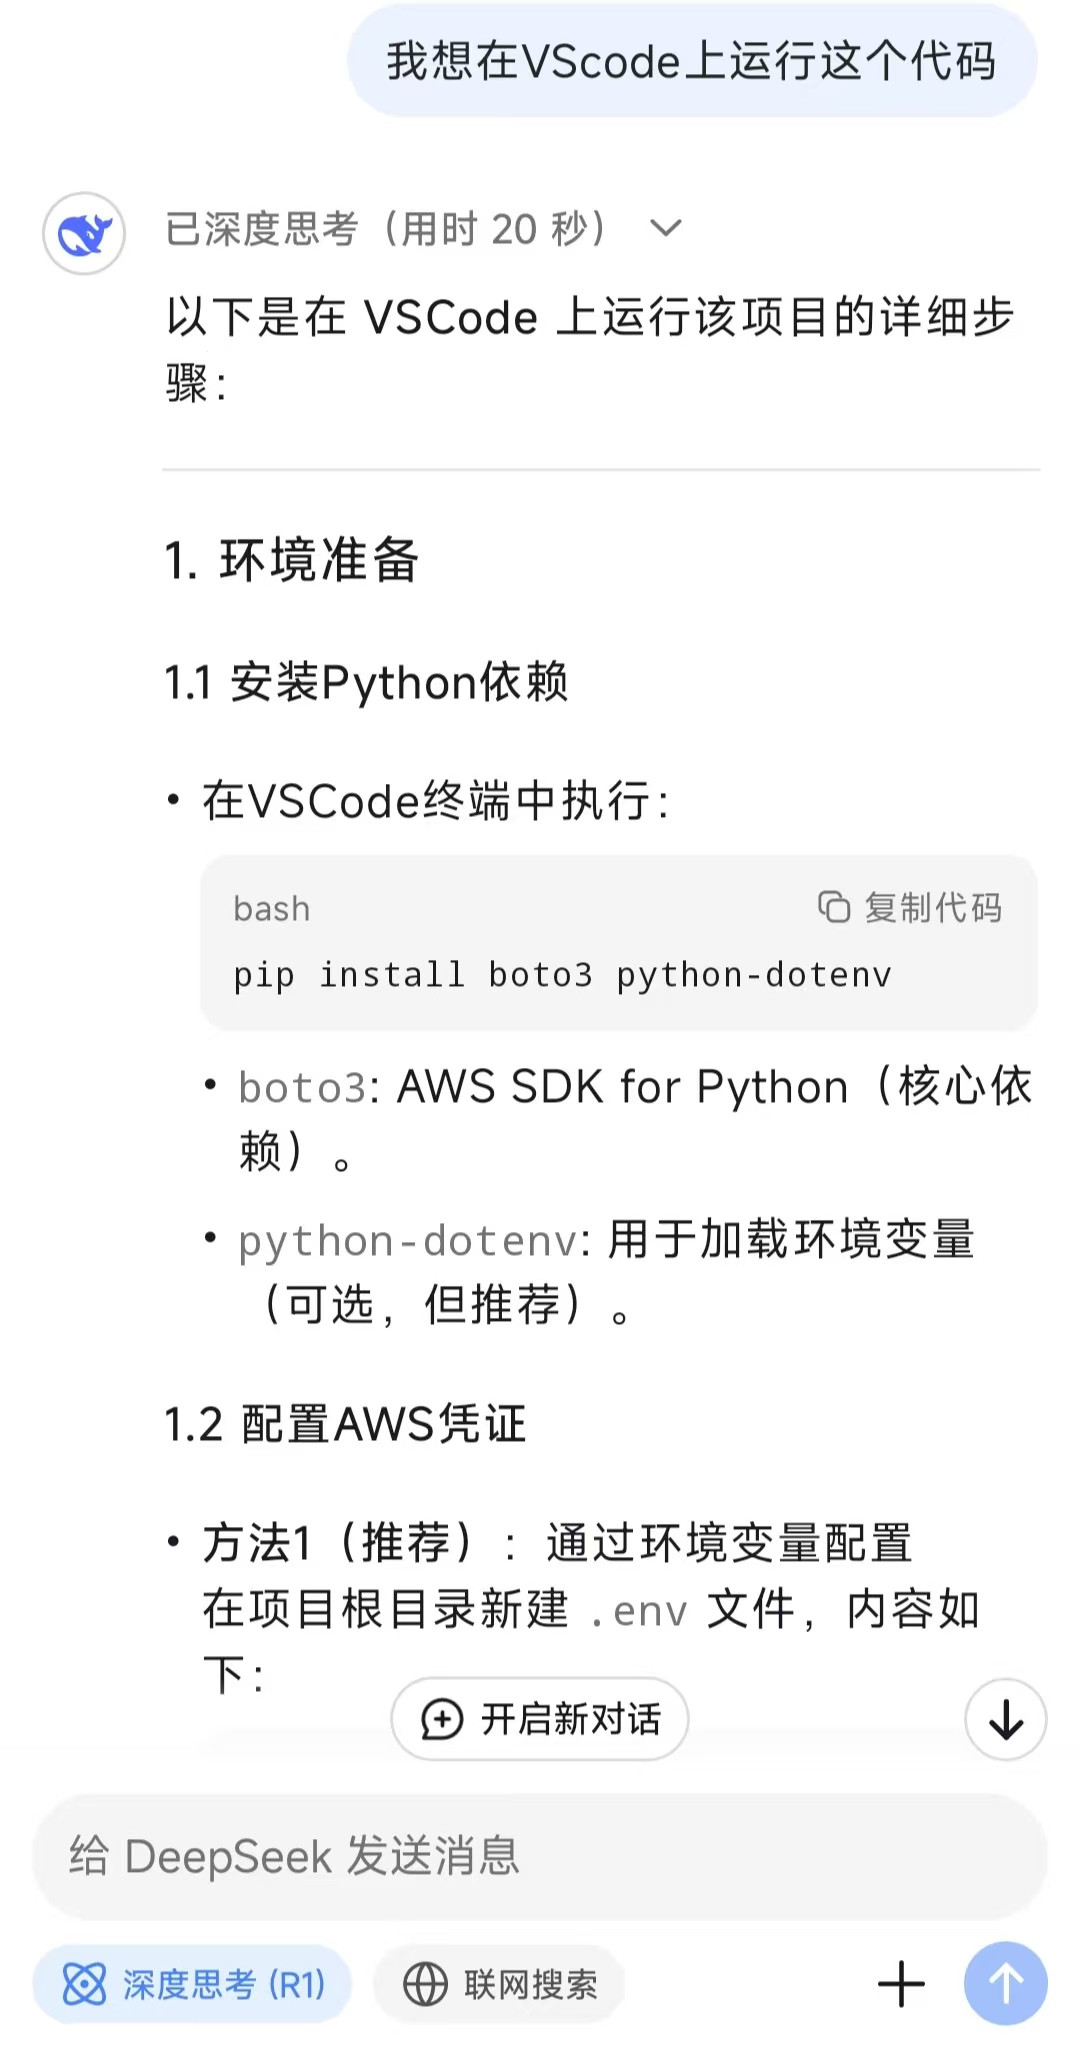 我想在VScode上运行这个代码
已深度思考（用时 20 秒）
以下是在 VSCode 上运行该项目的详细步
骤：
1. 环境准备
1.1 安装Python依赖
• 在VSCode终端中执行：
bash 复制代码
pip install boto3 python-dotenv
• boto3: AWS SDK for Python（核心依
赖）。
• python-dotenv: 用于加载环境变量
（可选，但推荐）。
1.2 配置AWS凭证
• 方法1（推荐）：通过环境变量配置
在项目根目录新建 .env 文件，内容如
下：
开启新对话
给 DeepSeek 发送消息
深度思考 (R1) 联网搜索